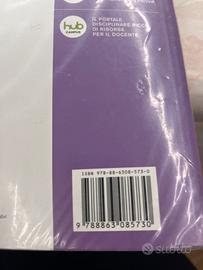 hub
CAMPUS
IL PORTALE
DISCIPLINARE RICCO
DI RISORSE
PER IL DOCENTE
ISBN 978-88-6308-573-0
9 788863 085730
subito